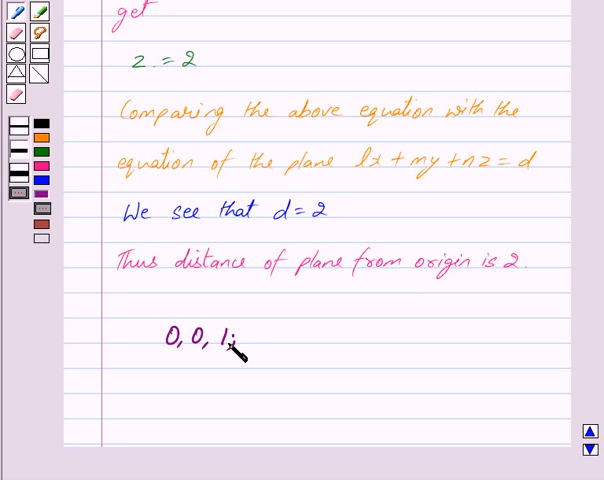 get
z = 2
Comparing the above equation with the
equation of the plane lx + my + nz = d
We see that d = 2
Thus distance of plane from origin is 2.
0, 0, 1;